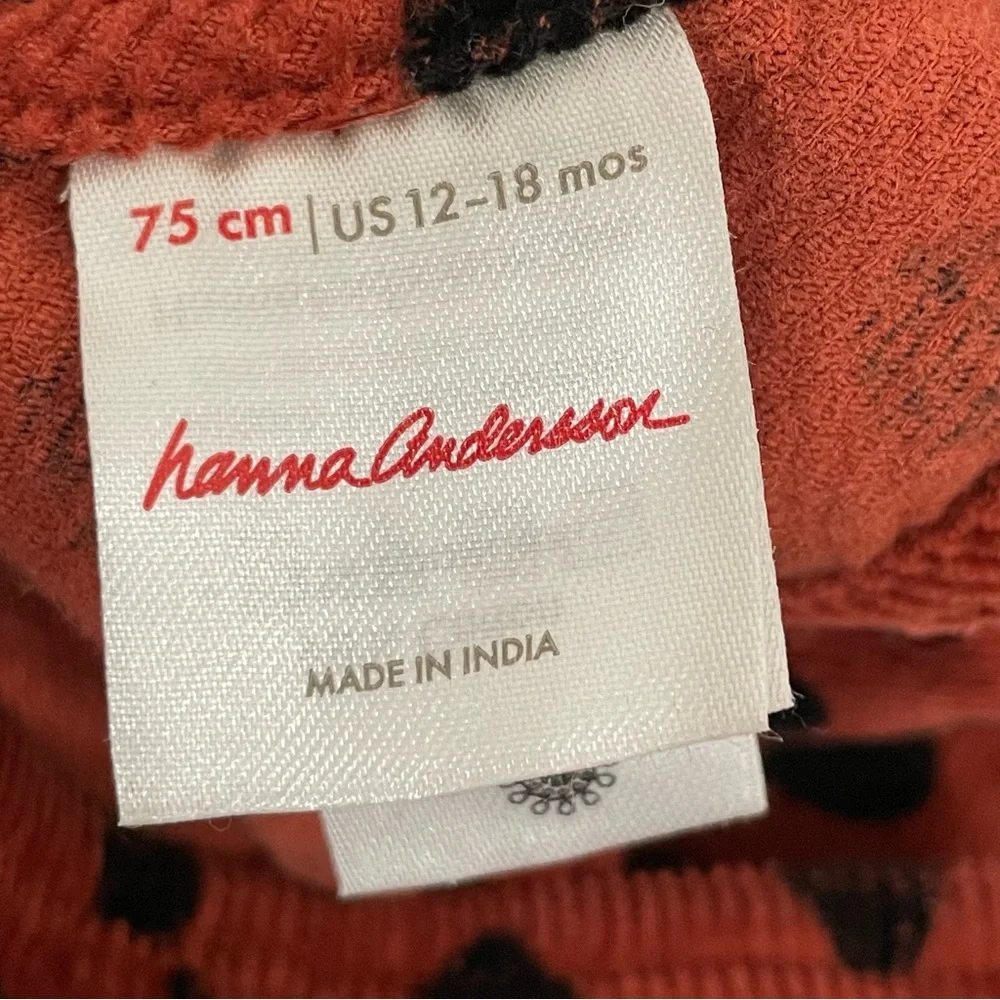 75 cm | US 12–18 mos
hanna Andersson
MADE IN INDIA